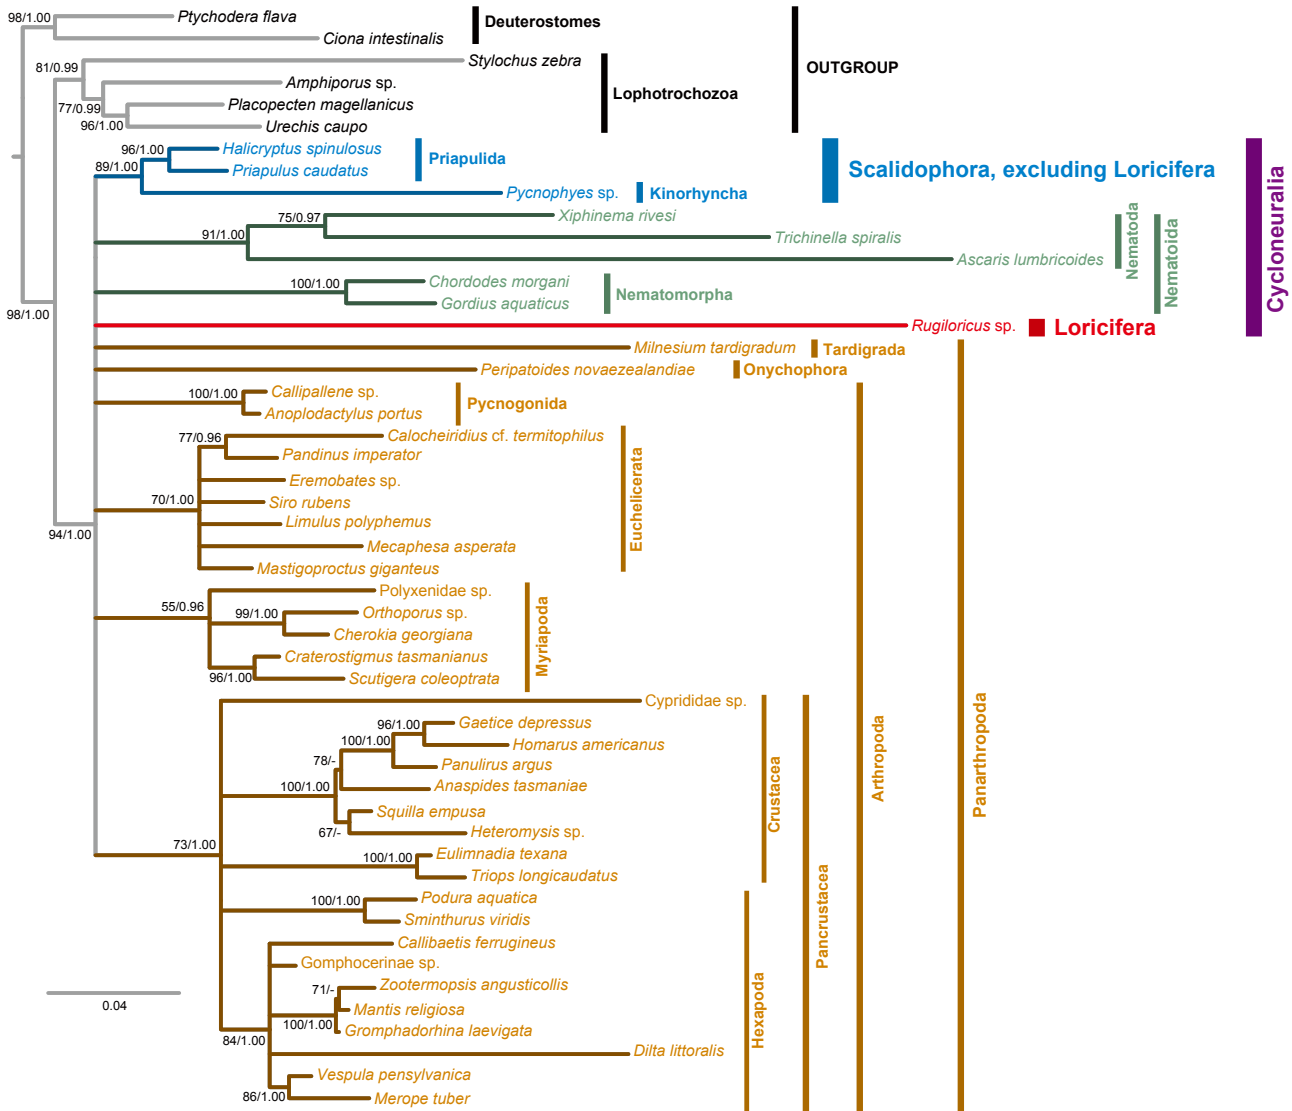 98/1.00
Ptychodera flava
Ciona intestinalis
Deuterostomes
81/0.99
Stylochus zebra
Amphiporus sp.
77/0.99
Placopecten magellanicus
96/1.00
Urechis caupo
Lophotrochozoa
OUTGROUP
96/1.00
Halicryptus spinulosus
89/1.00
Priapulus caudatus
Priapulida
Pycnophyes sp.
Kinorhyncha
Scalidophora, excluding Loricifera
75/0.97
Xiphinema rivesi
91/1.00
Trichinella spiralis
Ascaris lumbricoides
Nematoda
Nematoida
Cycloneuralia
100/1.00
Chordodes morgani
Gordius aquaticus
Nematomorpha
98/1.00
Rugiloricus sp.
Loricifera
Milnesium tardigradum
Tardigrada
Peripatoides novaezealandiae
Onychophora
100/1.00
Callipallene sp.
Anoplodactylus portus
Pycnogonida
77/0.96
Calocheiridius cf. termitophilus
Pandinus imperator
Eremobates sp.
70/1.00
Siro rubens
Limulus polyphemus
94/1.00
Mecaphesa asperata
Mastigoproctus giganteus
Euchelicerata
Polyxenidae sp.
55/0.96
99/1.00
Orthoporus sp.
Cherokia georgiana
Craterostigmus tasmanianus
96/1.00
Scutigera coleoptrata
Myriapoda
Cyprididae sp.
96/1.00
Gaetice depressus
100/1.00
Homarus americanus
78/-
Panulirus argus
100/1.00
Anaspides tasmaniae
Squilla empusa
67/-
Heteromysis sp.
73/1.00
100/1.00
Eulimnadia texana
Triops longicaudatus
Crustacea
Arthropoda
Panarthropoda
100/1.00
Podura aquatica
Sminthurus viridis
Callibaetis ferrugineus
Gomphocerinae sp.
71/-
Zootermopsis angusticollis
Mantis religiosa
100/1.00
Gromphadorhina laevigata
84/1.00
Dilta littoralis
Vespula pensylvanica
86/1.00
Merope tuber
Hexapoda
Pancrustacea
0.04